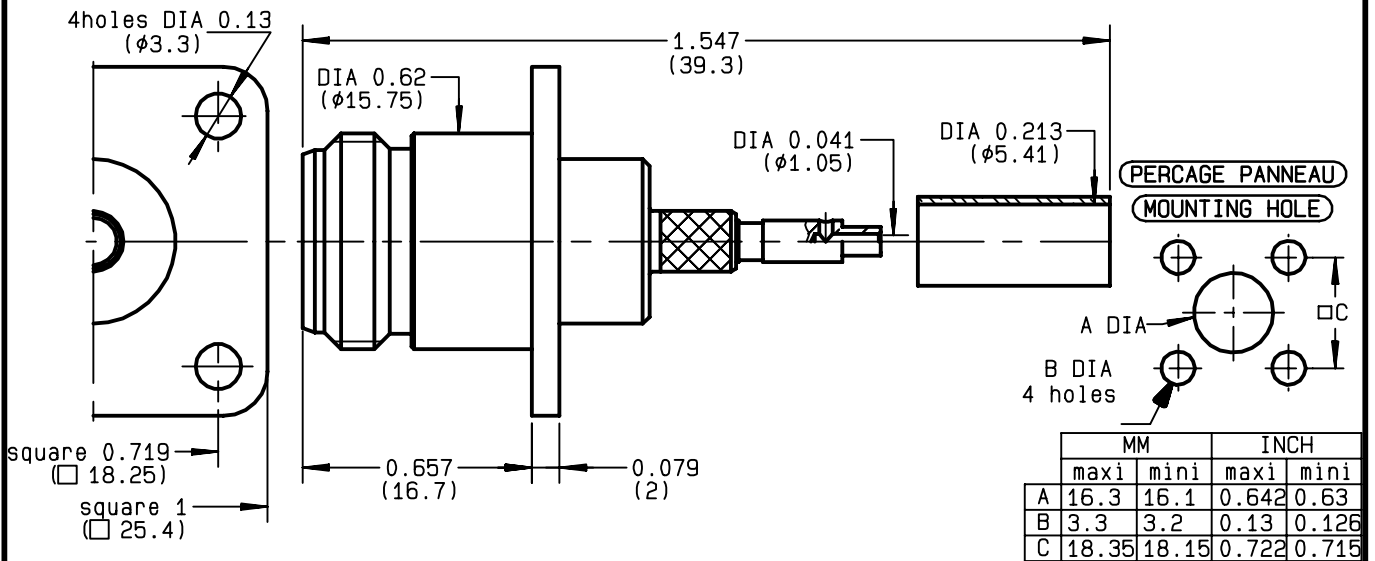 4holes DIA 0.13
(ϕ3.3)
1.547
(39.3)
DIA 0.62
(ϕ15.75)
DIA 0.041
(ϕ1.05)
DIA 0.213
(ϕ5.41)
PERCAGE PANNEAU
MOUNTING HOLE
A DIA
□C
B DIA
4 holes
square 0.719
(□ 18.25)
square 1
(□ 25.4)
0.657
(16.7)
0.079
(2)
MM INCH
maxi mini maxi mini
A 16.3 16.1 0.642 0.63
B 3.3 3.2 0.13 0.126
C 18.35 18.15 0.722 0.715